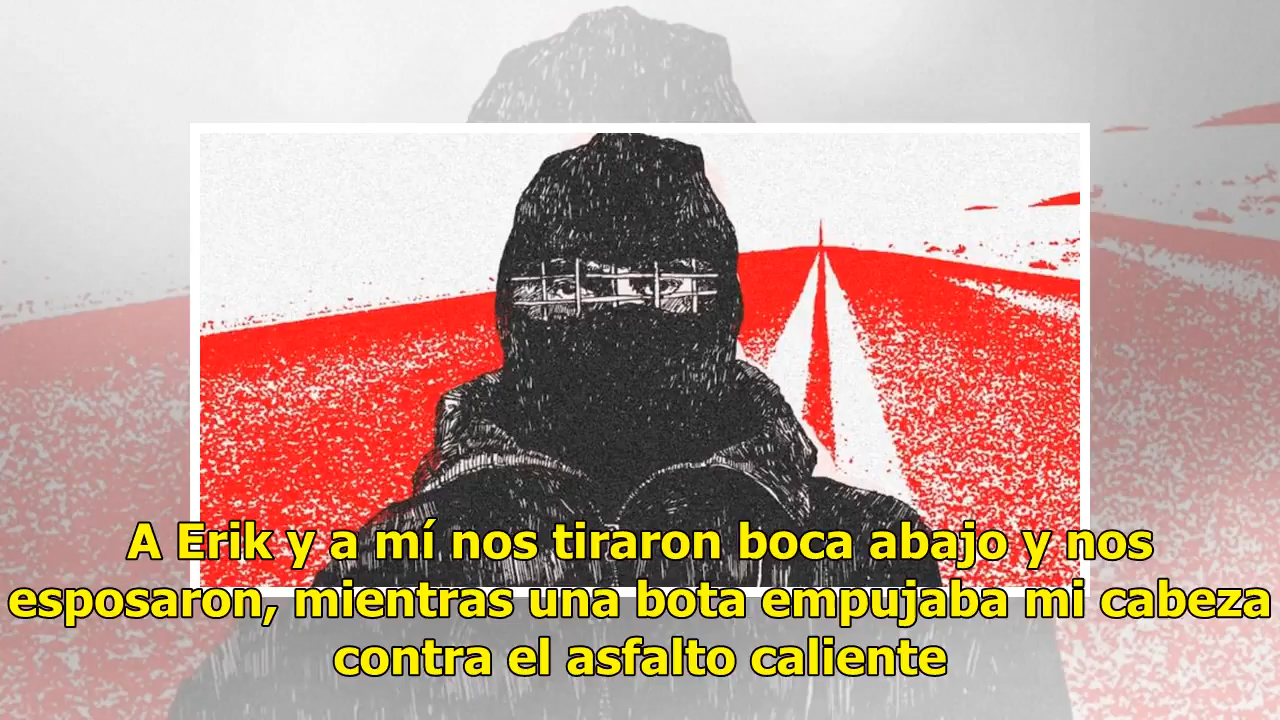 A Erik y a mí nos tiraron boca abajo y nos
esposaron, mientras una bota empujaba mi cabeza
contra el asfalto caliente